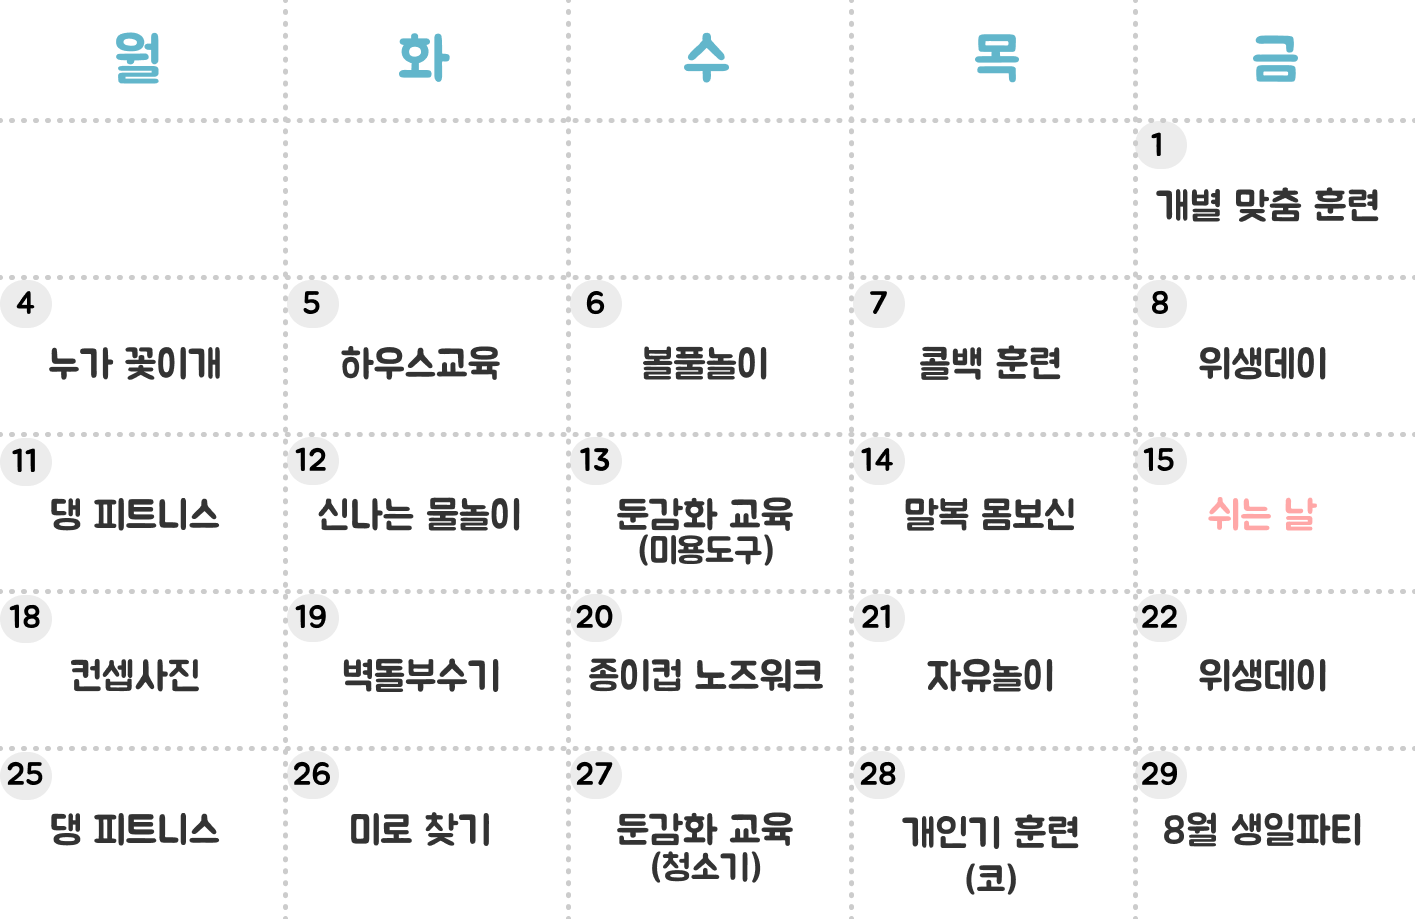 월 화 수 목 금
1
개별 맞춤 훈련
4 5 6 7 8
누가 꽃이개 하우스교육 볼풀놀이 콜백 훈련 위생데이
11 12 13 14 15
댕 피트니스 신나는 물놀이 둔감화 교육 말복 몸보신 쉬는 날
(미용도구)
18 19 20 21 22
컨셉사진 벽돌부수기 종이컵 노즈워크 자유놀이 위생데이
25 26 27 28 29
댕 피트니스 미로 찾기 둔감화 교육 개인기 훈련 8월 생일파티
(청소기) (코)